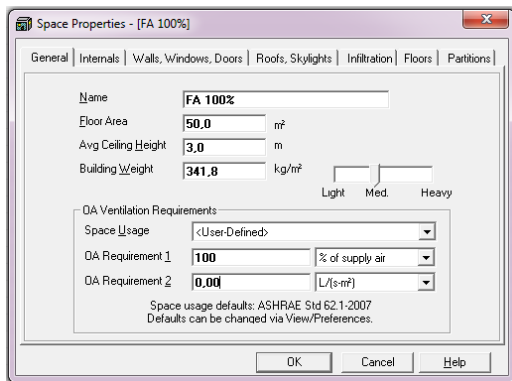 Space Properties - [FA 100%]
General Internals Walls, Windows, Doors Roofs, Skylights Infiltration Floors Partitions
Name FA 100%
Floor Area 50,0 m²
Avg Ceiling Height 3,0 m
Building Weight 341,8 kg/m²
Light Med. Heavy
OA Ventilation Requirements
Space Usage <User-Defined>
OA Requirement 1 100 % of supply air
OA Requirement 2 0,00 L/(s·m²)
Space usage defaults: ASHRAE Std 62.1-2007
Defaults can be changed via View/Preferences.
OK Cancel Help